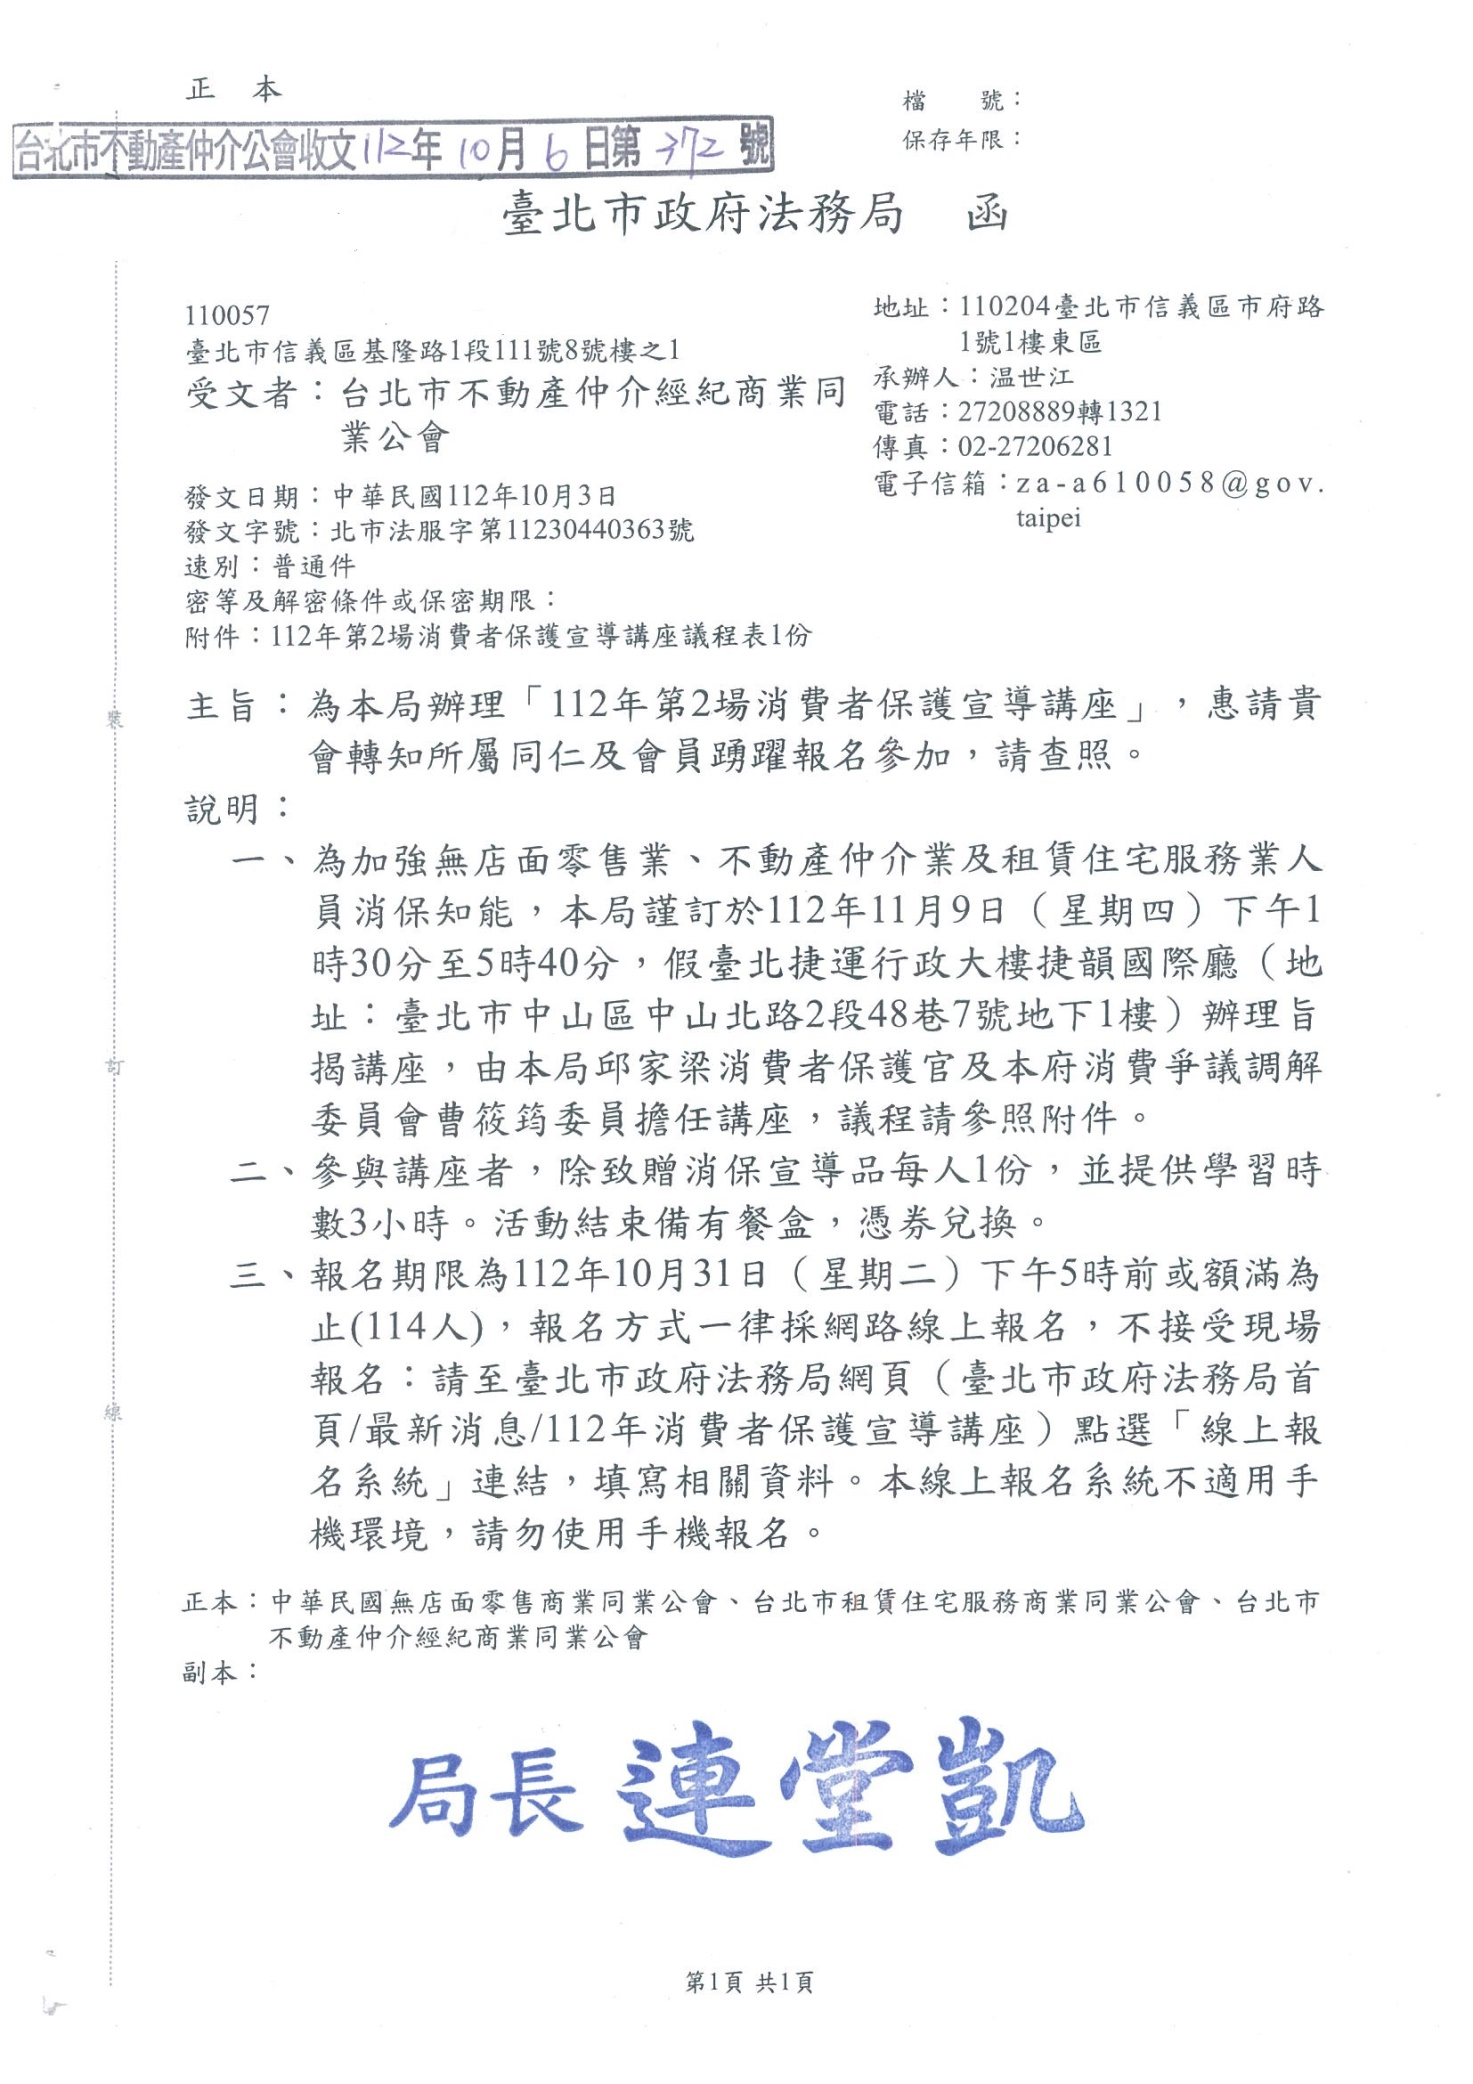 正　本
檔　　號：
保存年限：
台北市不動產仲介公會收文112年10月6日第372號
臺北市政府法務局　函
110057
臺北市信義區基隆路1段111號8號樓之1
受文者：台北市不動產仲介經紀商業同
業公會
地址：110204臺北市信義區市府路
1號1樓東區
承辦人：温世江
電話：27208889轉1321
傳真：02-27206281
電子信箱：za-a610058@gov.
taipei
發文日期：中華民國112年10月3日
發文字號：北市法服字第11230440363號
速別：普通件
密等及解密條件或保密期限：
附件：112年第2場消費者保護宣導講座議程表1份
主旨：為本局辦理「112年第2場消費者保護宣導講座」，惠請貴
會轉知所屬同仁及會員踴躍報名參加，請查照。
說明：
一、為加強無店面零售業、不動產仲介業及租賃住宅服務業人
員消保知能，本局謹訂於112年11月9日（星期四）下午1
時30分至5時40分，假臺北捷運行政大樓捷韻國際廳（地
址：臺北市中山區中山北路2段48巷7號地下1樓）辦理旨
揭講座，由本局邱家梁消費者保護官及本府消費爭議調解
委員會曹筱筠委員擔任講座，議程請參照附件。
二、參與講座者，除致贈消保宣導品每人1份，並提供學習時
數3小時。活動結束備有餐盒，憑券兌換。
三、報名期限為112年10月31日（星期二）下午5時前或額滿為
止(114人)，報名方式一律採網路線上報名，不接受現場
報名：請至臺北市政府法務局網頁（臺北市政府法務局首
頁/最新消息/112年消費者保護宣導講座）點選「線上報
名系統」連結，填寫相關資料。本線上報名系統不適用手
機環境，請勿使用手機報名。
正本：中華民國無店面零售商業同業公會、台北市租賃住宅服務商業同業公會、台北市
不動產仲介經紀商業同業公會
副本：
裝
訂
線
局長 連堂凱
第1頁 共1頁